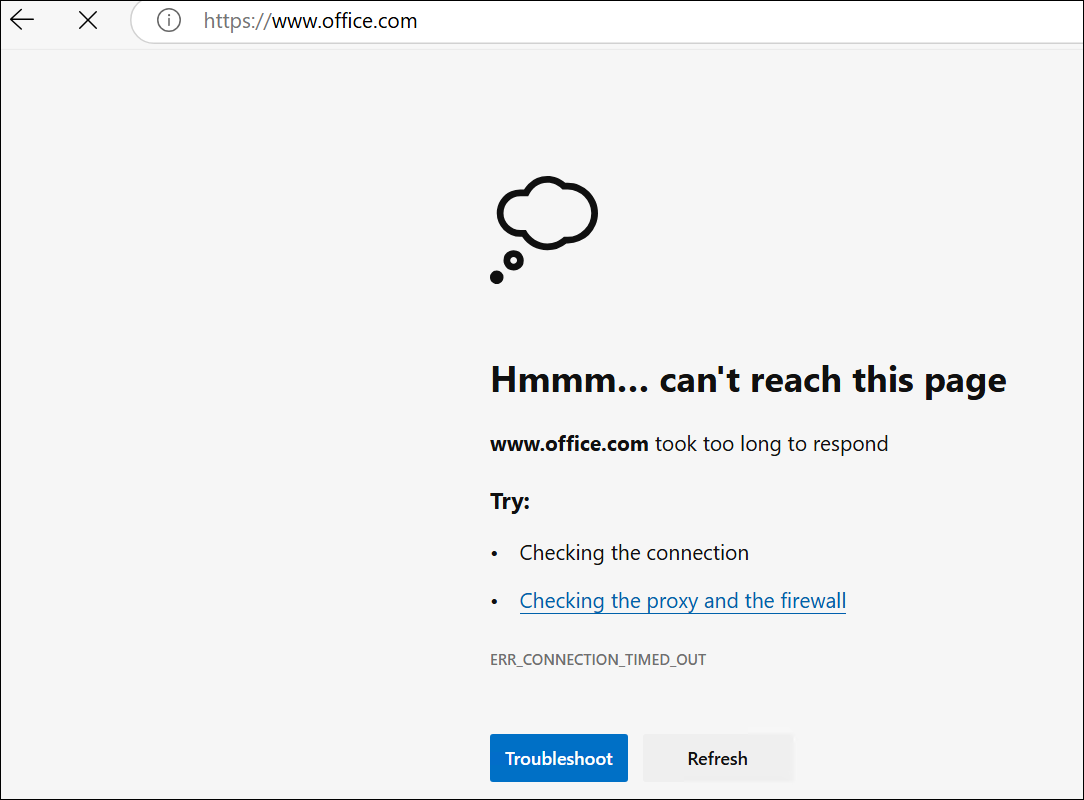 https://www.office.com
Hmmm... can't reach this page
www.office.com took too long to respond
Try:
• Checking the connection
• Checking the proxy and the firewall
ERR_CONNECTION_TIMED_OUT
Troubleshoot
Refresh